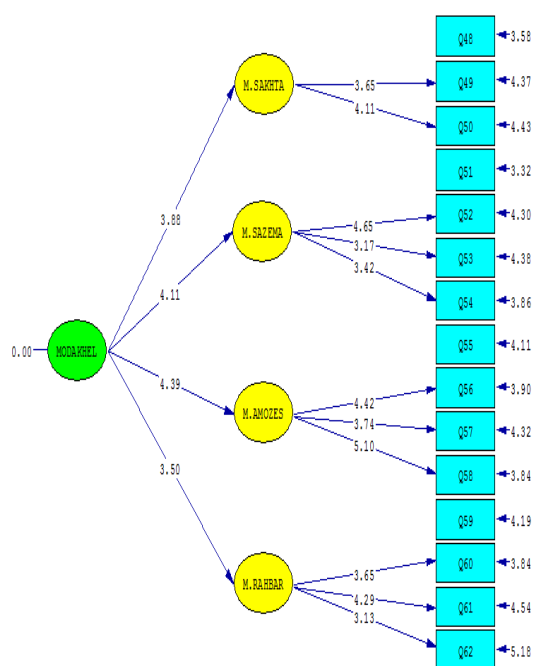 Q48
3.58
M.SAKHTA
3.65
Q49
4.37
4.11
Q50
4.43
Q51
3.32
3.88
M.SAZEMA
4.65
Q52
4.30
3.17
Q53
4.38
3.42
Q54
3.86
4.11
0.00
MODAKHEL
Q55
4.11
4.39
M.AMOZES
4.42
Q56
3.90
3.74
Q57
4.32
5.10
Q58
3.84
3.50
Q59
4.19
M.RAHBAR
3.65
Q60
3.84
4.29
Q61
4.54
3.13
Q62
5.18